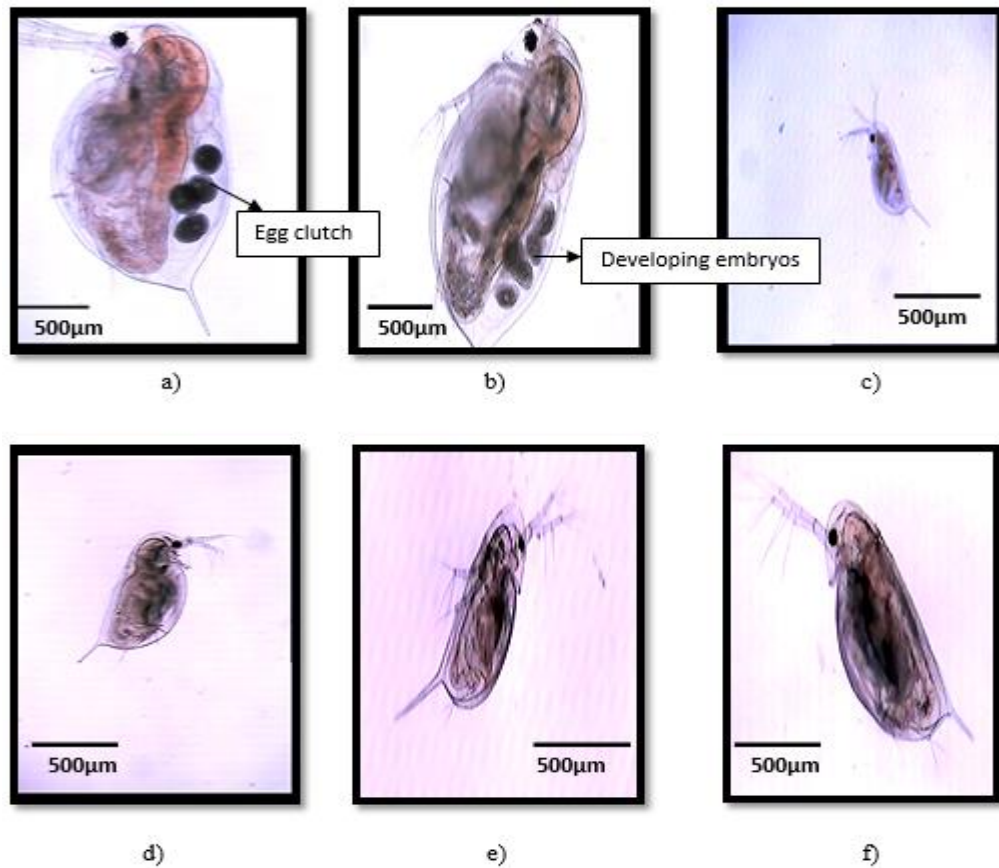 Egg clutch
Developing embryos
500µm
500µm
500µm
a)
b)
c)
500µm
500µm
500µm
d)
e)
f)